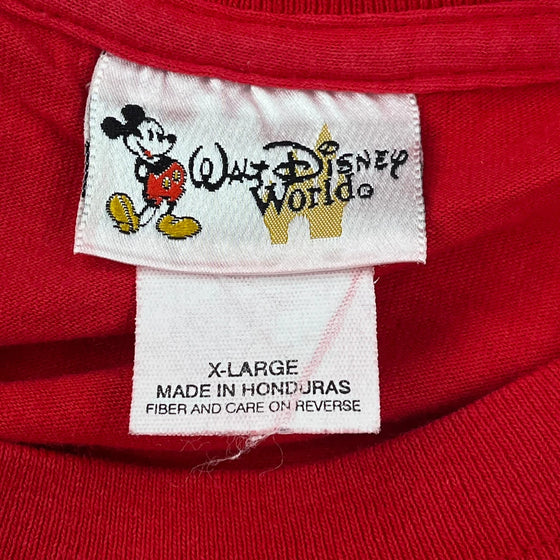 Walt Disney
World®
X-LARGE
MADE IN HONDURAS
FIBER AND CARE ON REVERSE